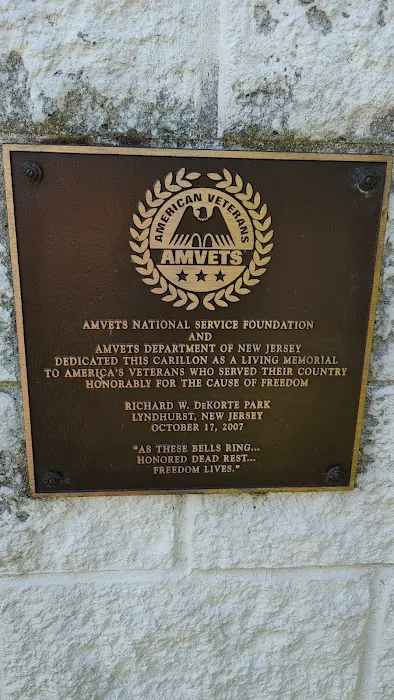 AMERICAN VETERANS
AMVETS
AMVETS NATIONAL SERVICE FOUNDATION
AND
AMVETS DEPARTMENT OF NEW JERSEY
DEDICATED THIS CARILLON AS A LIVING MEMORIAL
TO AMERICA'S VETERANS WHO SERVED THEIR COUNTRY
HONORABLY FOR THE CAUSE OF FREEDOM
RICHARD W. DEKORTE PARK
LYNDHURST, NEW JERSEY
OCTOBER 17, 2007
"AS THESE BELLS RING...
HONORED DEAD REST...
FREEDOM LIVES."